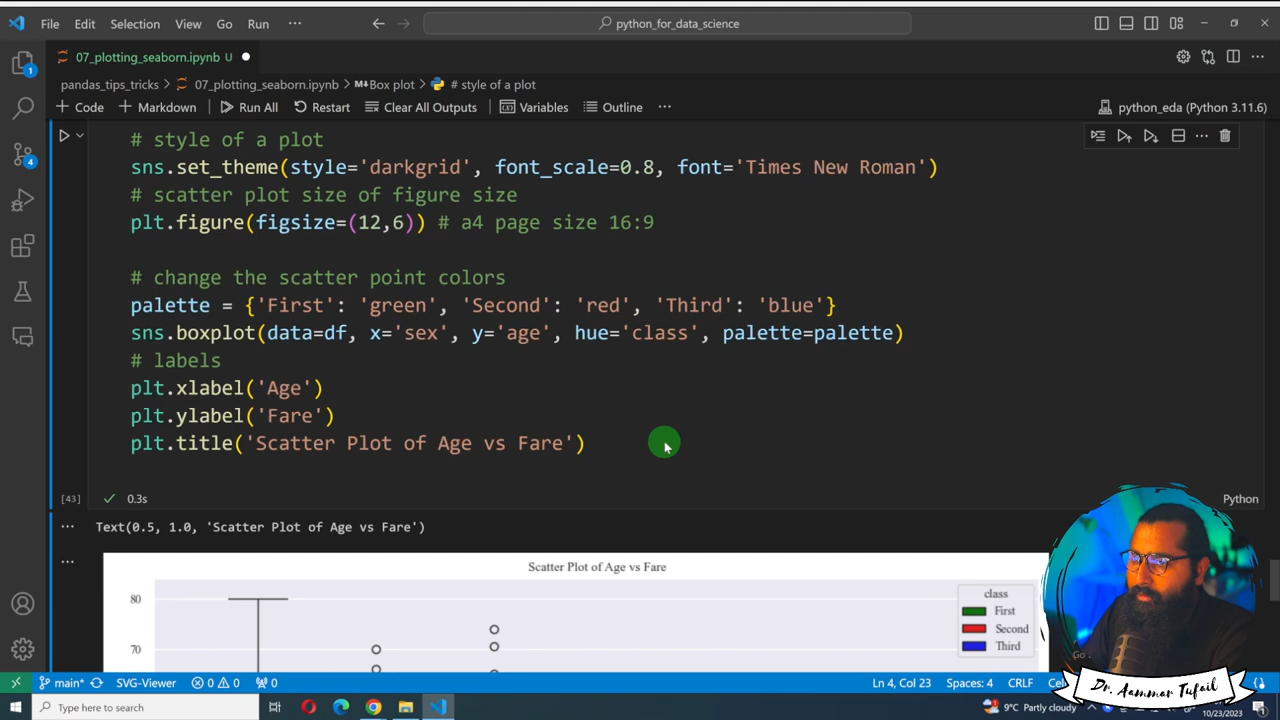 File Edit Selection View Go Run ··· python_for_data_science
07_plotting_seaborn.ipynb U
pandas_tips_tricks > 07_plotting_seaborn.ipynb > Box plot > # style of a plot
+ Code + Markdown Run All Restart Clear All Outputs Variables Outline ··· python_eda (Python 3.11.6)
# style of a plot
sns.set_theme(style='darkgrid', font_scale=0.8, font='Times New Roman')
# scatter plot size of figure size
plt.figure(figsize=(12,6)) # a4 page size 16:9
# change the scatter point colors
palette = {'First': 'green', 'Second': 'red', 'Third': 'blue'}
sns.boxplot(data=df, x='sex', y='age', hue='class', palette=palette)
# labels
plt.xlabel('Age')
plt.ylabel('Fare')
plt.title('Scatter Plot of Age vs Fare')
[43] 0.3s Python
Text(0.5, 1.0, 'Scatter Plot of Age vs Fare')
Scatter Plot of Age vs Fare
80
70
class
First
Second
Third
1
4
main* SVG-Viewer 0 0 0 Ln 4, Col 23 Spaces: 4 CRLF
Dr. Aammar Tufail
Type here to search 9°C Partly cloudy 10/23/2023